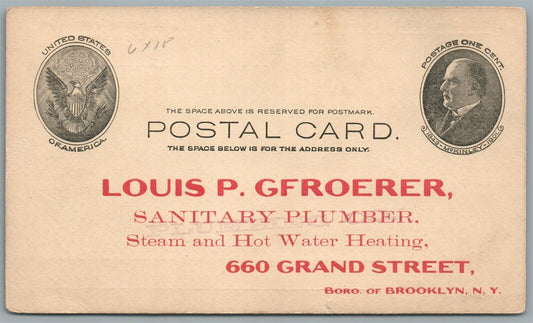 UNITED STATES
OF AMERICA.
6x18
POSTAGE ONE CENT.
1843-McKINLEY-1901
THE SPACE ABOVE IS RESERVED FOR POSTMARK.
POSTAL CARD.
THE SPACE BELOW IS FOR THE ADDRESS ONLY.
LOUIS P. GFROERER,
SANITARY PLUMBER,
Steam and Hot Water Heating,
660 GRAND STREET,
BORO. OF BROOKLYN, N. Y.